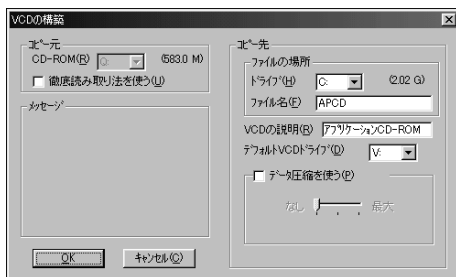 VCDの構築
コピー元
CD-ROM(R) Q: (583.0 M)
徹底読み取り法を使う(U)
メッセージ
OK
キャンセル(C)
コピー先
ファイルの場所
ドライブ(H) C: (2.02 G)
ファイル名(F) APCD
VCDの説明(R) アプリケーションCD-ROM
デフォルトVCDドライブ(D) V:
データ圧縮を使う(P)
なし 最大